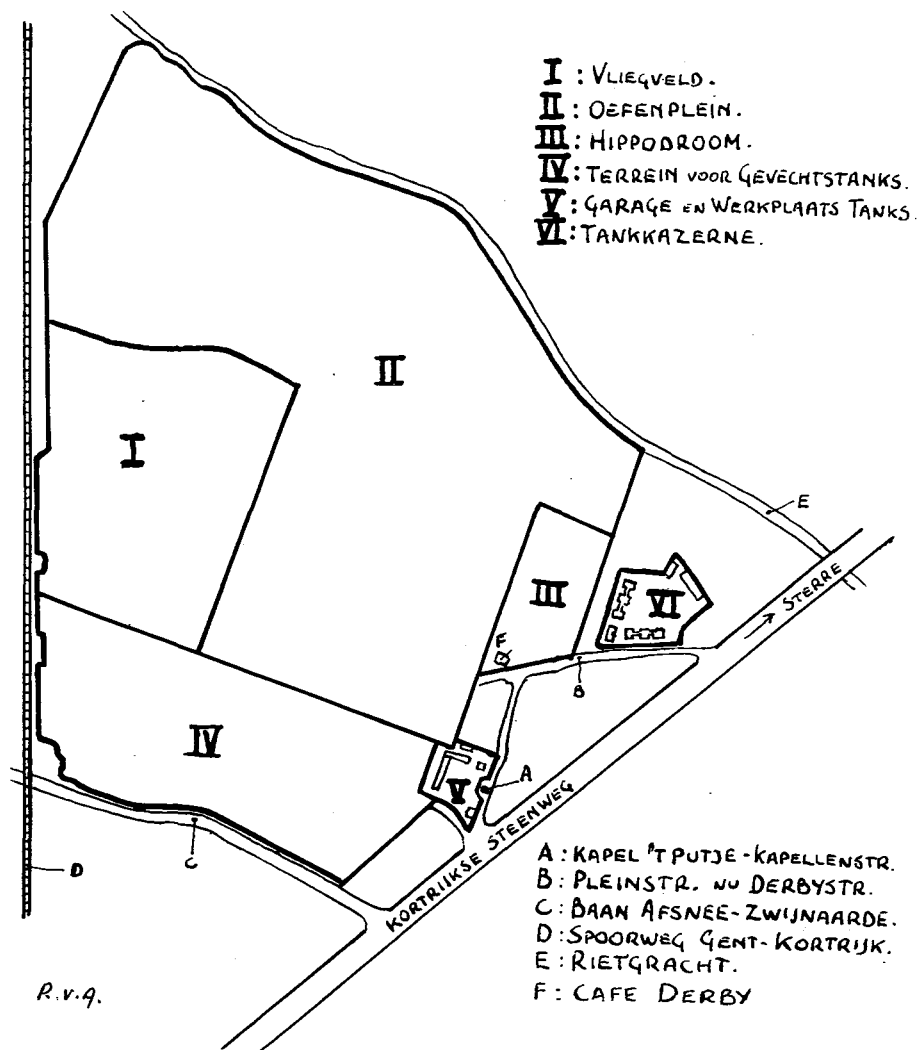 I : VLIEGVELD.
II : OEFENPLEIN.
III : HIPPODROOM.
IV : TERREIN VOOR GEVECHTSTANKS.
V : GARAGE EN WERKPLAATS TANKS.
VI : TANKKAZERNE.
II
I
E
III
VI
STERRE
F
B
IV
V
A
KORTRIJKSE STEENWEG
C
D
A : KAPEL 'T PUTJE-KAPELLENSTR.
B : PLEINSTR. NU DERBYSTR.
C : BAAN AFSNEE-ZWIJNAARDE.
D : SPOORWEG GENT-KORTRIJK.
E : RIETGRACHT.
F : CAFE DERBY
R.V.A.